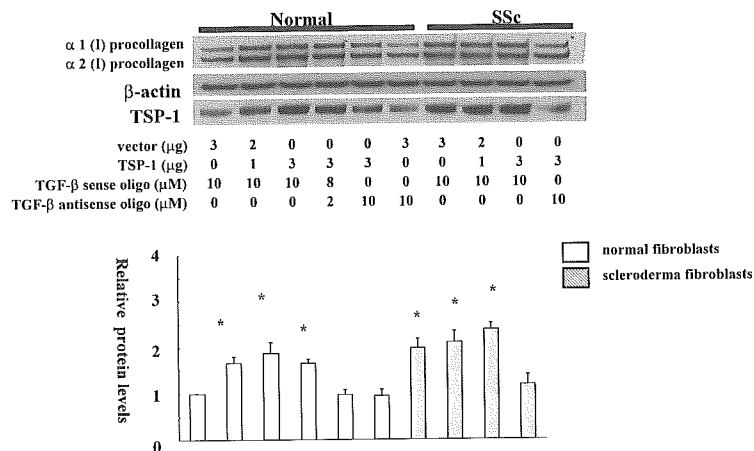 Normal SSc
α 1 (I) procollagen
α 2 (I) procollagen
β-actin
TSP-1
vector (μg) 3 2 0 0 0 3 3 2 0 0
TSP-1 (μg) 0 1 3 3 3 0 0 1 3 3
TGF-β sense oligo (μM) 10 10 10 8 0 0 10 10 10 0
TGF-β antisense oligo (μM) 0 0 0 2 10 10 0 0 0 10
Relative protein levels
4
3
2
1
0
* * * * * *
normal fibroblasts
scleroderma fibroblasts